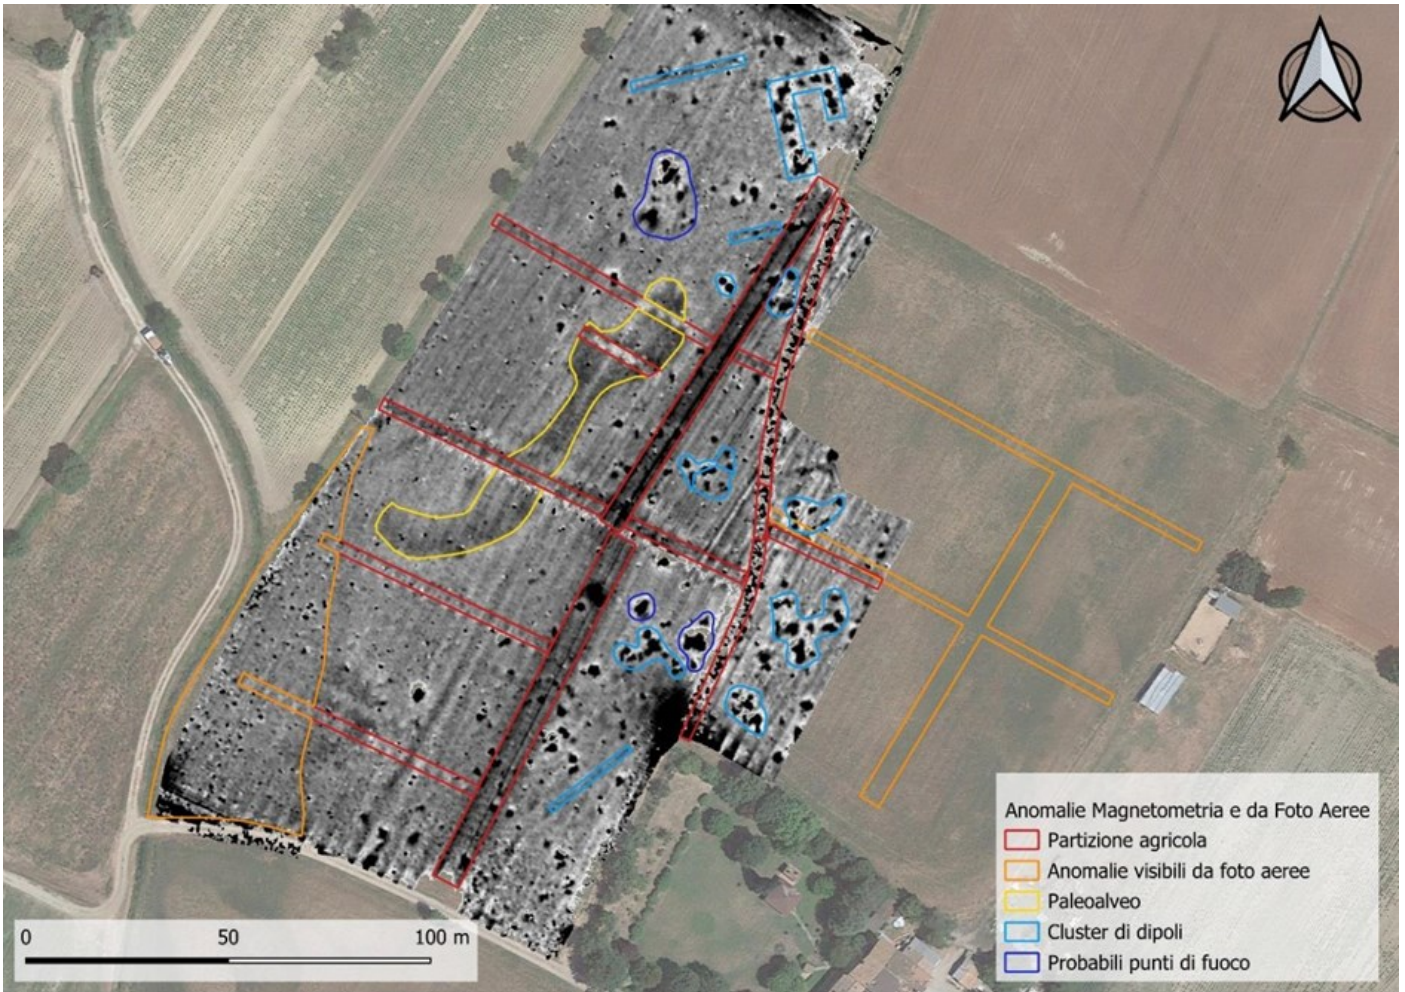 Anomalie Magnetometria e da Foto Aeree
Partizione agricola
Anomalie visibili da foto aeree
Paleoalveo
Cluster di dipoli
Probabili punti di fuoco
0 50 100 m